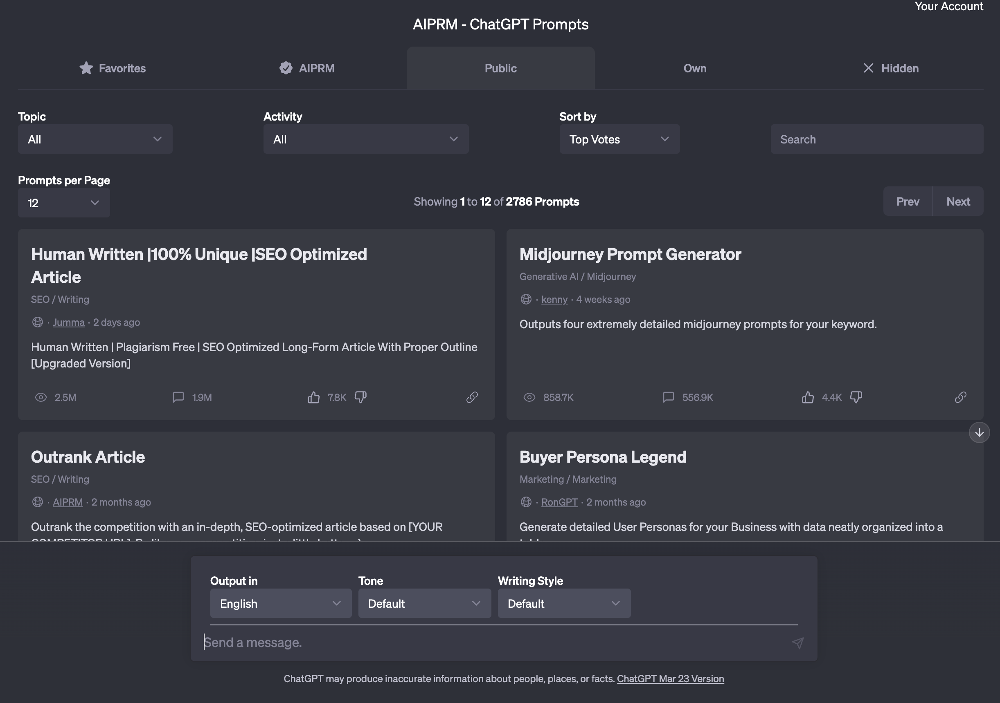 Your Account
AIPRM - ChatGPT Prompts
Favorites
AIPRM
Public
Own
Hidden
Topic
All
Activity
All
Sort by
Top Votes
Search
Prompts per Page
12
Showing 1 to 12 of 2786 Prompts
Prev
Next
Human Written |100% Unique |SEO Optimized
Article
SEO / Writing
· Jumma · 2 days ago
Human Written | Plagiarism Free | SEO Optimized Long-Form Article With Proper Outline
[Upgraded Version]
2.5M
1.9M
7.8K
Midjourney Prompt Generator
Generative AI / Midjourney
· kenny · 4 weeks ago
Outputs four extremely detailed midjourney prompts for your keyword.
858.7K
556.9K
4.4K
Outrank Article
SEO / Writing
· AIPRM · 2 months ago
Outrank the competition with an in-depth, SEO-optimized article based on [YOUR
Buyer Persona Legend
Marketing / Marketing
· RonGPT · 2 months ago
Generate detailed User Personas for your Business with data neatly organized into a
Output in
English
Tone
Default
Writing Style
Default
Send a message.
ChatGPT may produce inaccurate information about people, places, or facts. ChatGPT Mar 23 Version